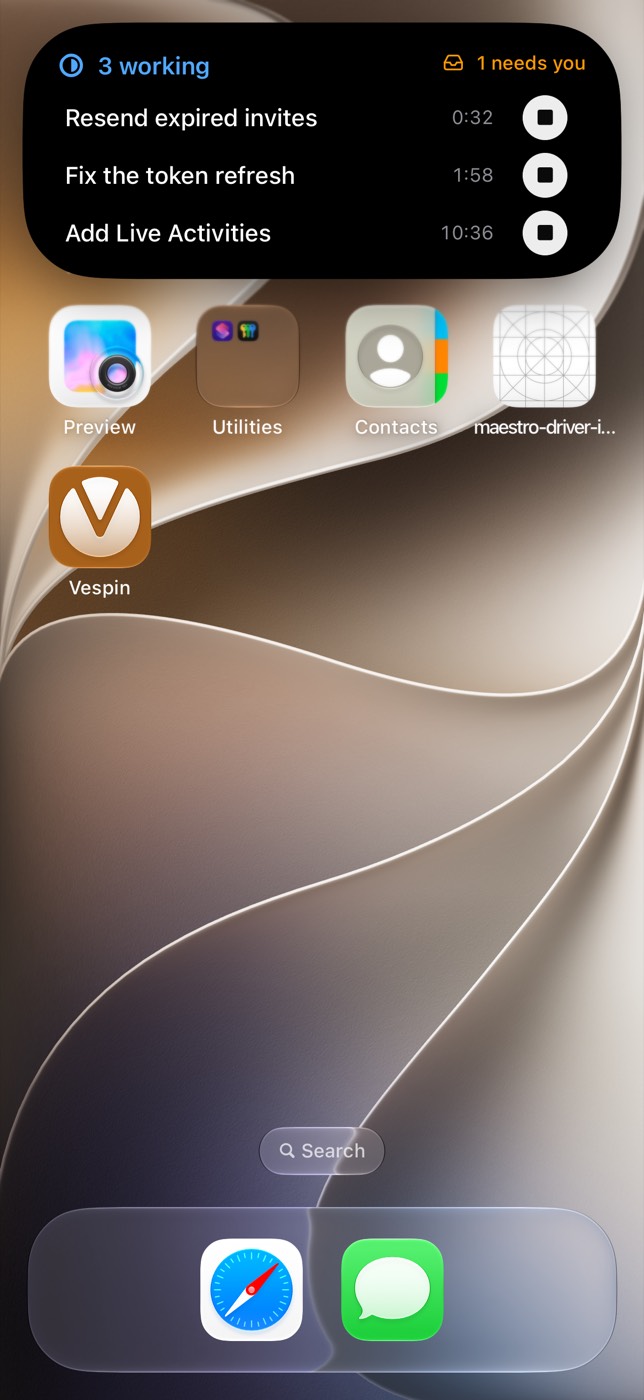 3 working
1 needs you
Resend expired invites 0:32
Fix the token refresh 1:58
Add Live Activities 10:36
Preview
Utilities
Contacts
maestro-driver-i...
Vespin
Search